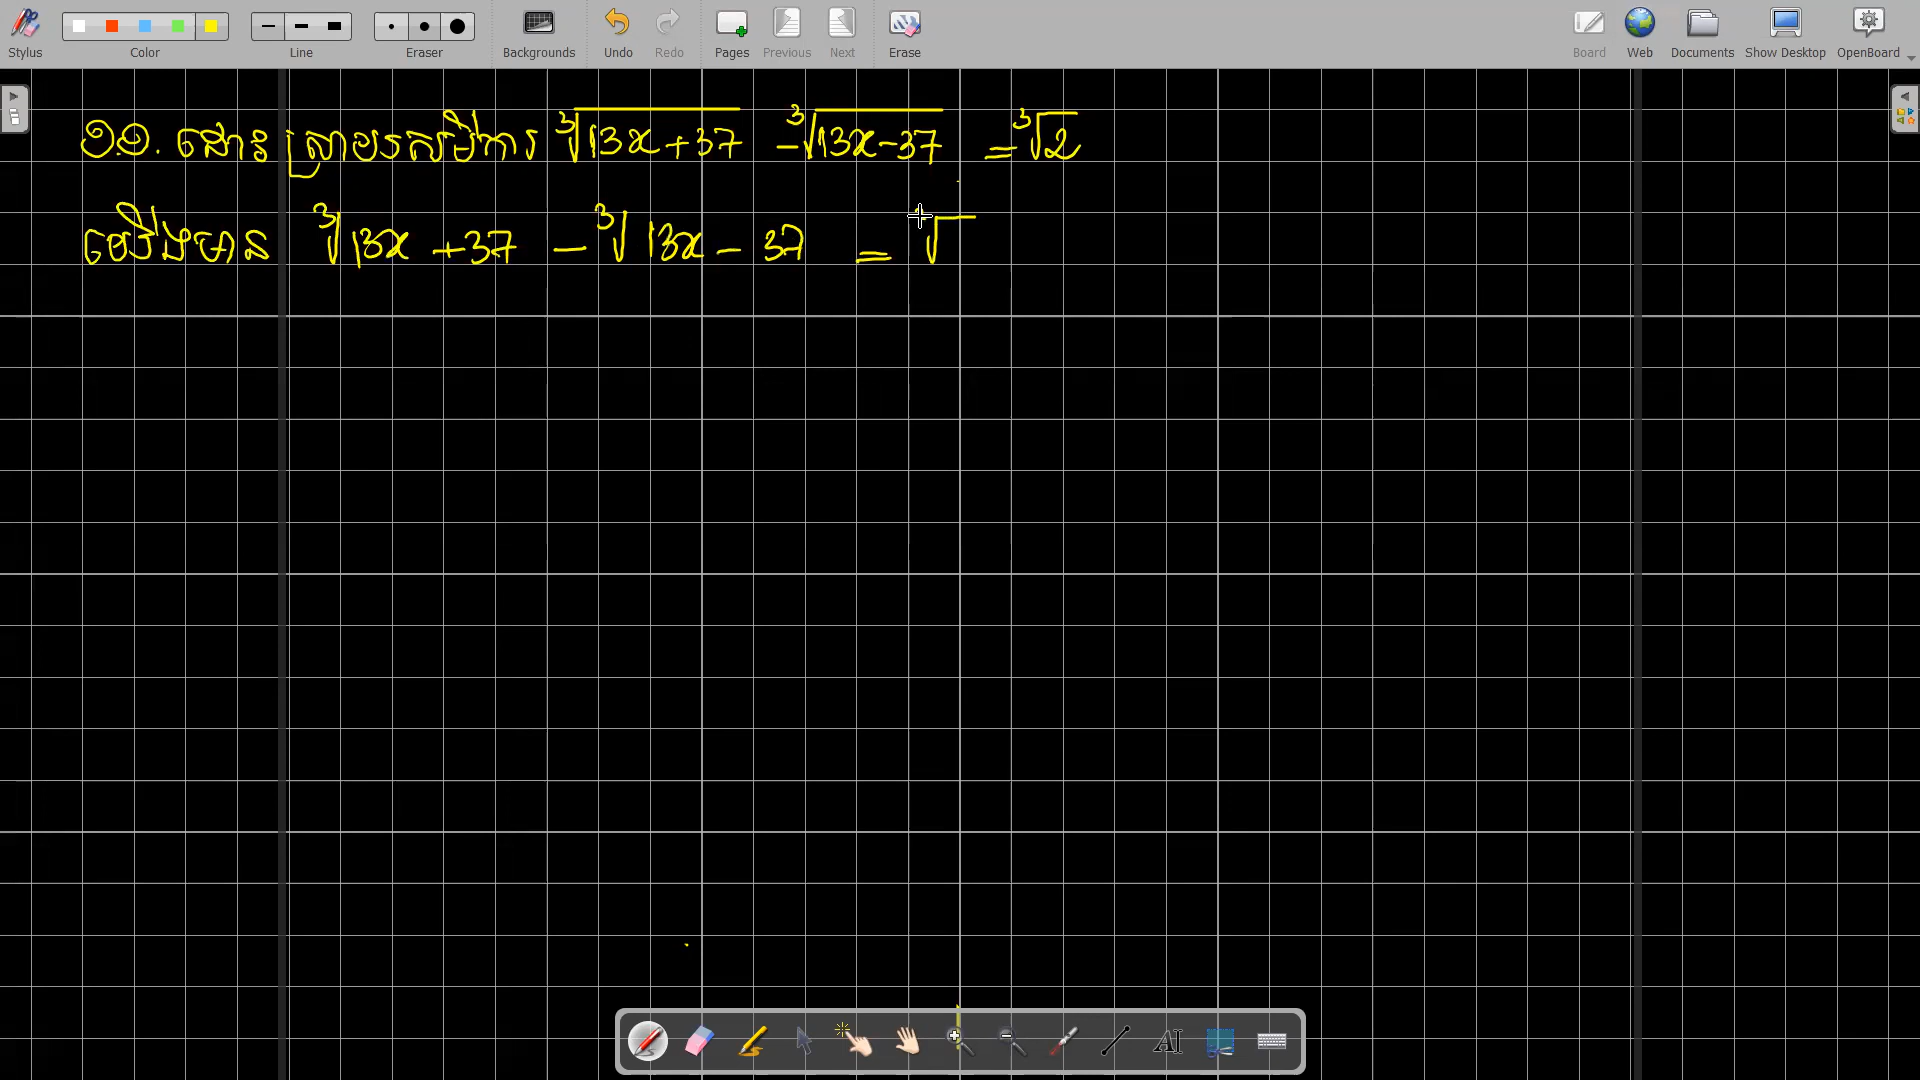 Stylus Color Line Eraser Backgrounds Undo Redo Pages Previous Next Erase Board Web Documents Show Desktop OpenBoard
១.១. ដោះស្រាយសមីការ ∛(13x+37) - ∛(13x-37) = ∛2
យើងមាន ∛13x + 37 - ∛13x - 37 = √